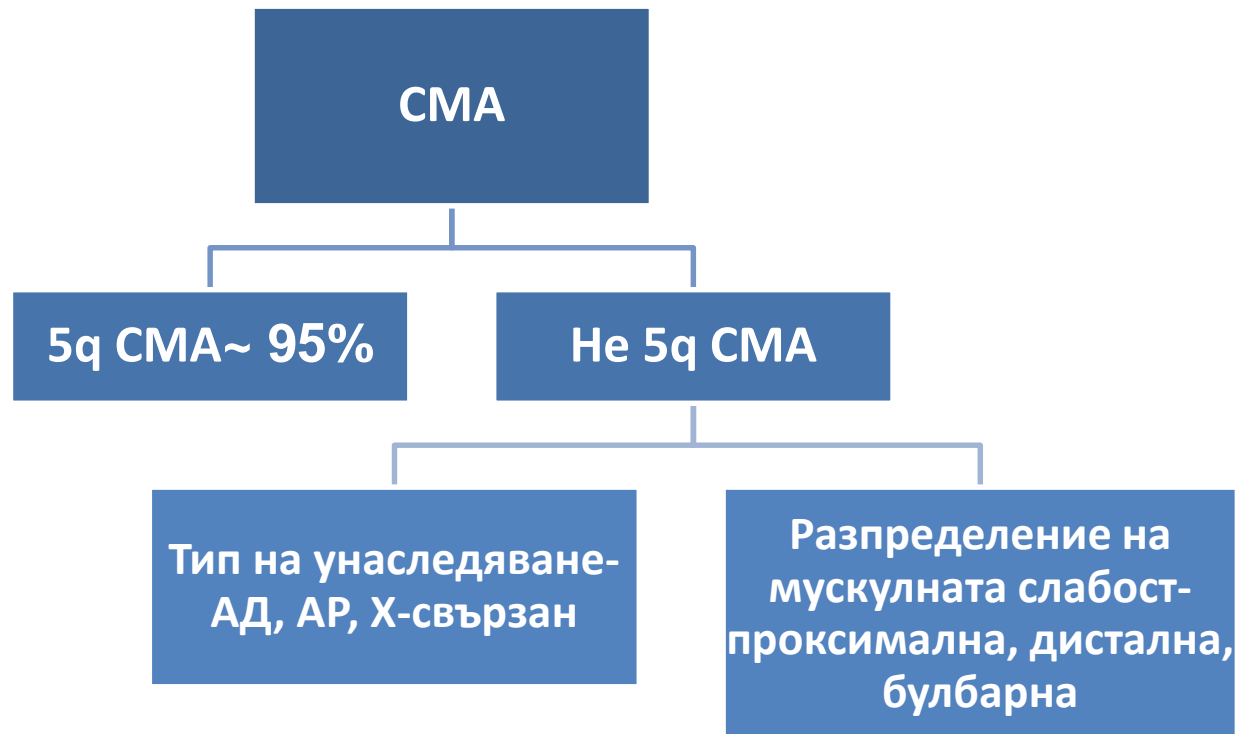 СМА
5q СМА~ 95%
Не 5q СМА
Тип на унаследяване-
АД, АР, Х-свързан
Разпределение на
мускулната слабост-
проксимална, дистална,
булбарна